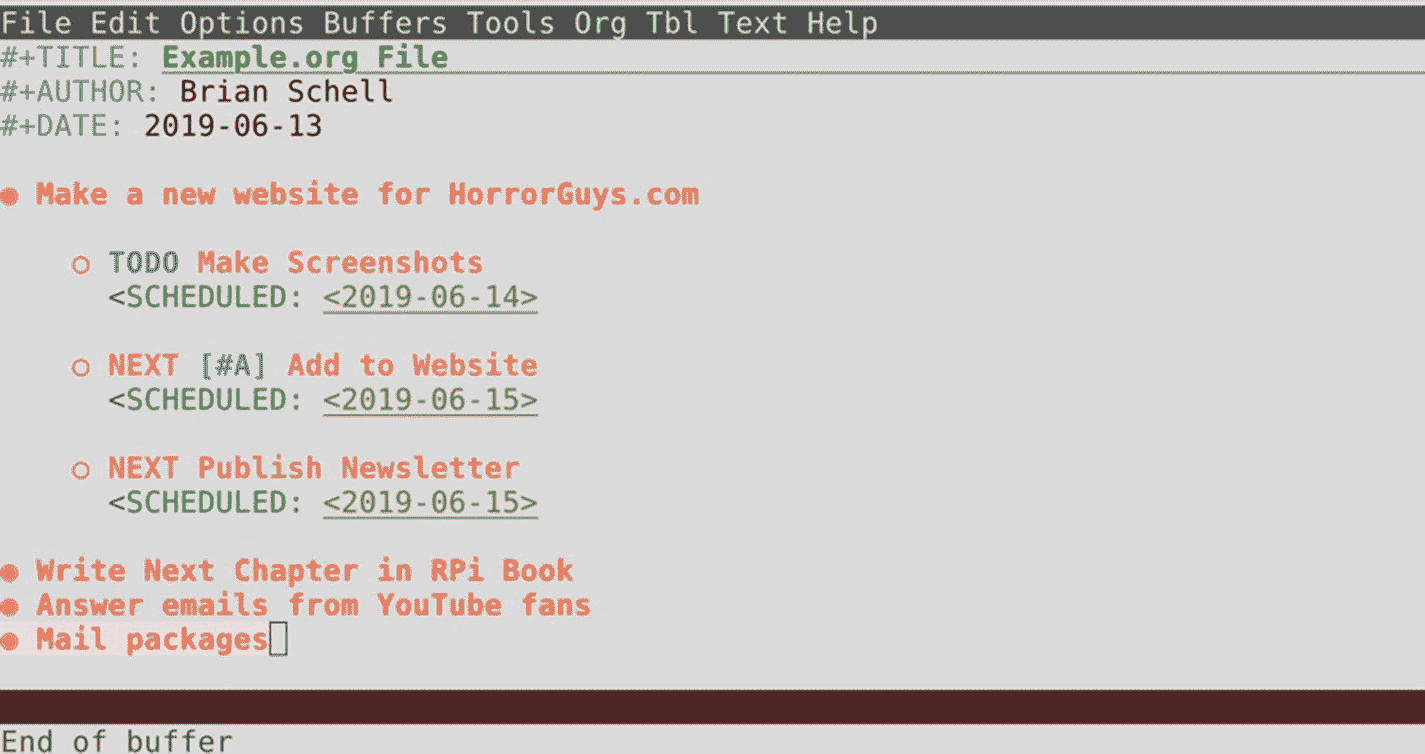 File Edit Options Buffers Tools Org Tbl Text Help
#+TITLE: Example.org File
#+AUTHOR: Brian Schell
#+DATE: 2019-06-13
◉ Make a new website for HorrorGuys.com
○ TODO Make Screenshots
<SCHEDULED: <2019-06-14>
○ NEXT [#A] Add to Website
<SCHEDULED: <2019-06-15>
○ NEXT Publish Newsletter
<SCHEDULED: <2019-06-15>
◉ Write Next Chapter in RPi Book
◉ Answer emails from YouTube fans
◉ Mail packages
End of buffer